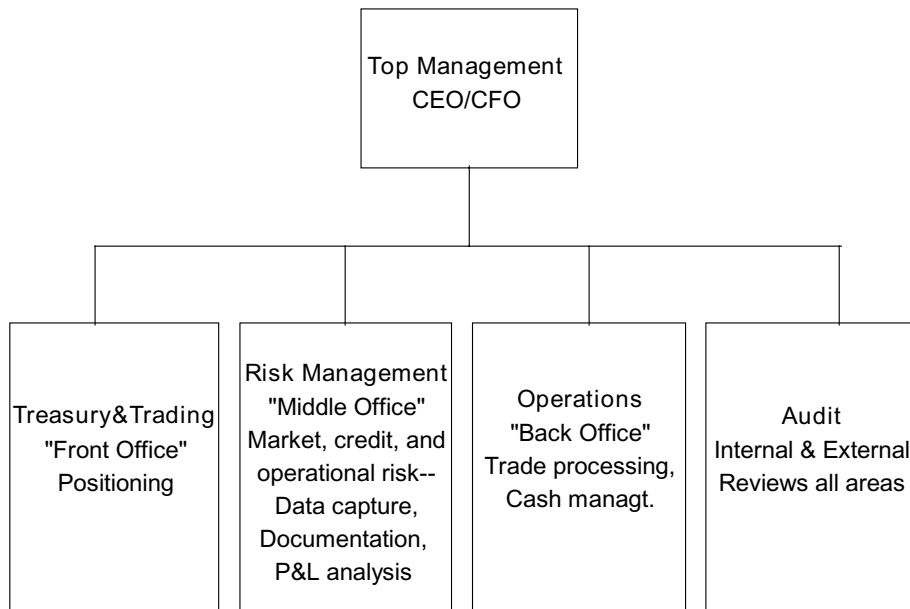 Top Management
CEO/CFO
Treasury&Trading
"Front Office"
Positioning
Risk Management
"Middle Office"
Market, credit, and
operational risk--
Data capture,
Documentation,
P&L analysis
Operations
"Back Office"
Trade processing,
Cash managt.
Audit
Internal & External
Reviews all areas